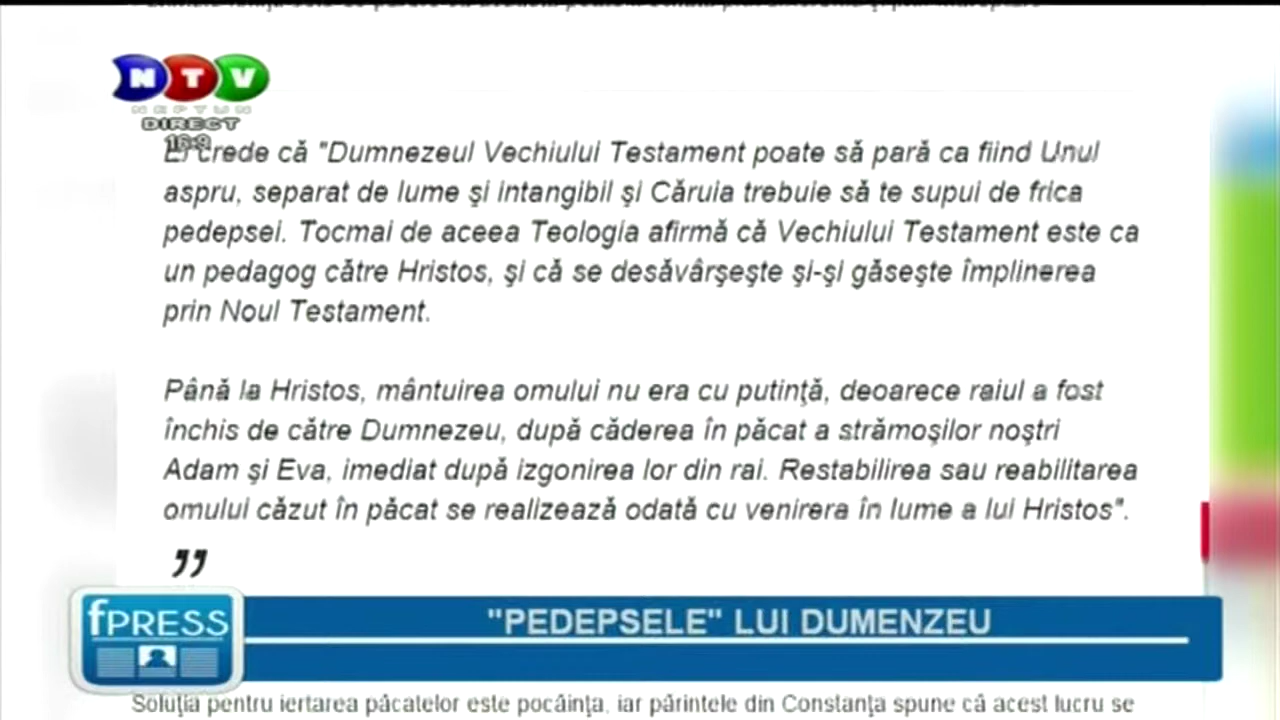 NTV
NEPTUN
DIRECT
16:9
El crede că "Dumnezeul Vechiului Testament poate să pară ca fiind Unul
aspru, separat de lume şi intangibil şi Căruia trebuie să te supui de frica
pedepsei. Tocmai de aceea Teologia afirmă că Vechiului Testament este ca
un pedagog către Hristos, şi că se desăvârşeşte şi-şi găseşte împlinerea
prin Noul Testament.
Până la Hristos, mântuirea omului nu era cu putinţă, deoarece raiul a fost
închis de către Dumnezeu, după căderea în păcat a strămoşilor noştri
Adam şi Eva, imediat după izgonirea lor din rai. Restabilirea sau reabilitarea
omului căzut în păcat se realizează odată cu venirera în lume a lui Hristos".
”
fPRESS
"PEDEPSELE" LUI DUMENZEU
Soluţia pentru iertarea păcatelor este pocăinţa, iar părintele din Constanţa spune că acest lucru se